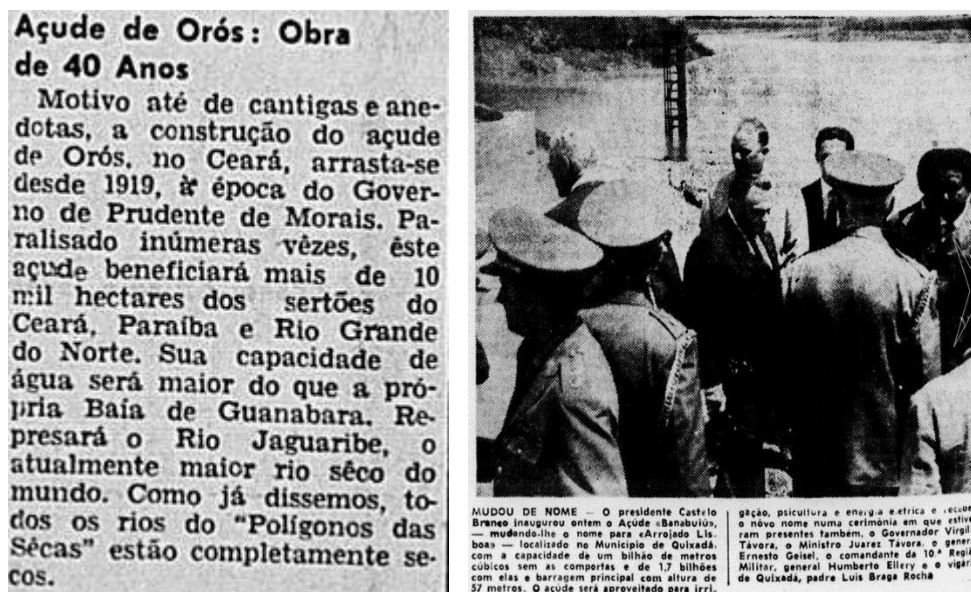 Açude de Orós: Obra
de 40 Anos
Motivo até de cantigas e ane-
dotas, a construção do açude
de Orós, no Ceará, arrasta-se
desde 1919, à época do Gover-
no de Prudente de Morais. Pa-
ralisado inúmeras vêzes, êste
açude beneficiará mais de 10
mil hectares dos sertões do
Ceará, Paraíba e Rio Grande
do Norte. Sua capacidade de
água será maior do que a pró-
pria Baía de Guanabara. Re-
presará o Rio Jaguaribe, o
atualmente maior rio sêco do
mundo. Como já dissemos, to-
dos os rios do "Polígonos das
Sêcas" estão completamente se-
cos.
MUDOU DE NOME — O presidente Castelo
Branco inaugurou ontem o Açude «Banabuiú»,
— mudando-lhe o nome para «Arrojado Lis-
boa» — localizado no Município de Quixadá,
com a capacidade de um bilhão de metros
cúbicos sem as comportas e de 1,7 bilhões
com elas e barragem principal com altura de
57 metros. O açude será aproveitado para irri-
gação, psicultura e energia elétrica e
o nôvo nome numa cerimônia em que estive-
ram presentes também, o Governador Virgíl
Távora, o Ministro Juarez Távora, o gener
Ernesto Geisel, o comandante da 10ª Regi
Militar, general Humberto Ellery e o vigári
de Quixadá, padre Luis Braga Rocha